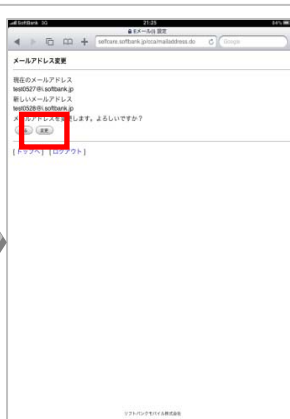 SoftBank 3G 21:25 84%
Eメール(i) 設定
selfcare.softbank.jp/oca/mailaddress.do Google
メールアドレス変更
現在のメールアドレス
test0527@i.softbank.jp
新しいメールアドレス
test0528@i.softbank.jp
メールアドレスを変更します。よろしいですか？
変更
[トップへ] [ログアウト]
ソフトバンクモバイル株式会社